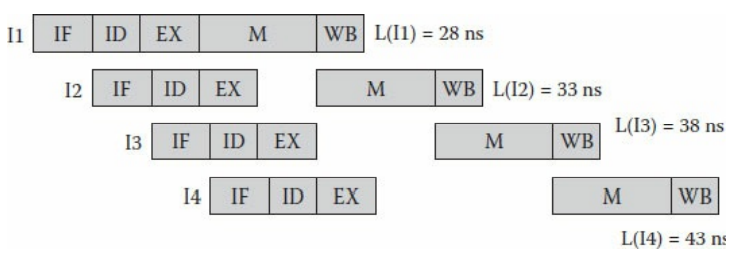 I1 IF ID EX M WB L(I1) = 28 ns
I2 IF ID EX M WB L(I2) = 33 ns
I3 IF ID EX M WB L(I3) = 38 ns
I4 IF ID EX M WB
L(I4) = 43 ns